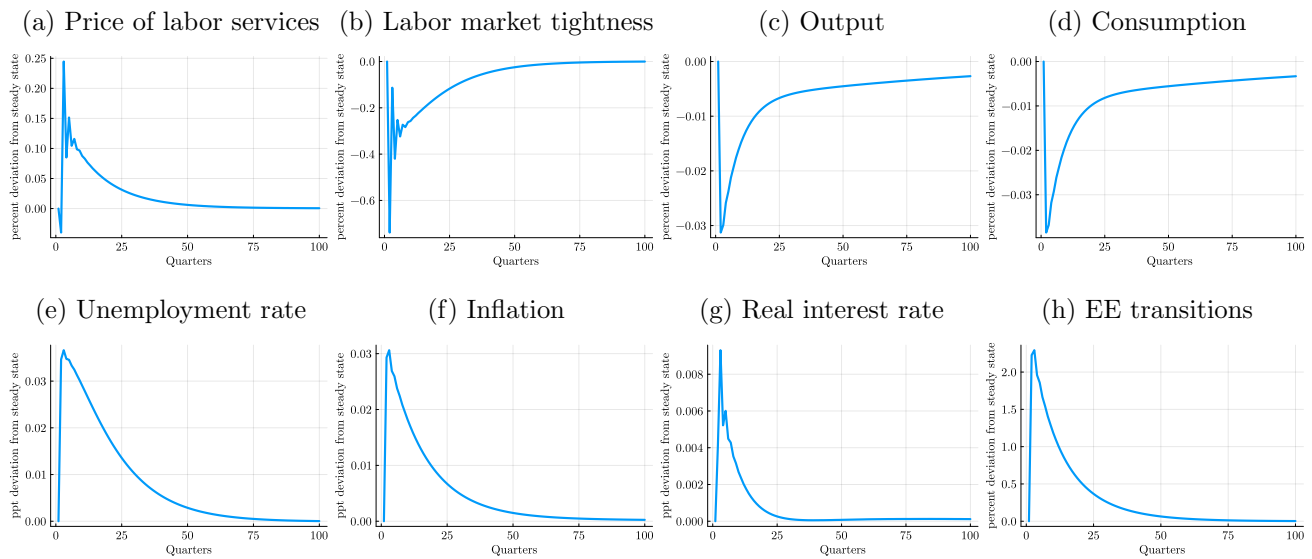 (a) Price of labor services
percent deviation from steady state
0.25
0.20
0.15
0.10
0.05
0.00
0 25 50 75 100
Quarters
(b) Labor market tightness
percent deviation from steady state
0.0
−0.2
−0.4
−0.6
0 25 50 75 100
Quarters
(c) Output
percent deviation from steady state
0.00
−0.01
−0.02
−0.03
0 25 50 75 100
Quarters
(d) Consumption
percent deviation from steady state
0.00
−0.01
−0.02
−0.03
0 25 50 75 100
Quarters
(e) Unemployment rate
ppt deviation from steady state
0.03
0.02
0.01
0.00
0 25 50 75 100
Quarters
(f) Inflation
ppt deviation from steady state
0.03
0.02
0.01
0.00
0 25 50 75 100
Quarters
(g) Real interest rate
ppt deviation from steady state
0.008
0.006
0.004
0.002
0.000
0 25 50 75 100
Quarters
(h) EE transitions
percent deviation from steady state
2.0
1.5
1.0
0.5
0.0
0 25 50 75 100
Quarters